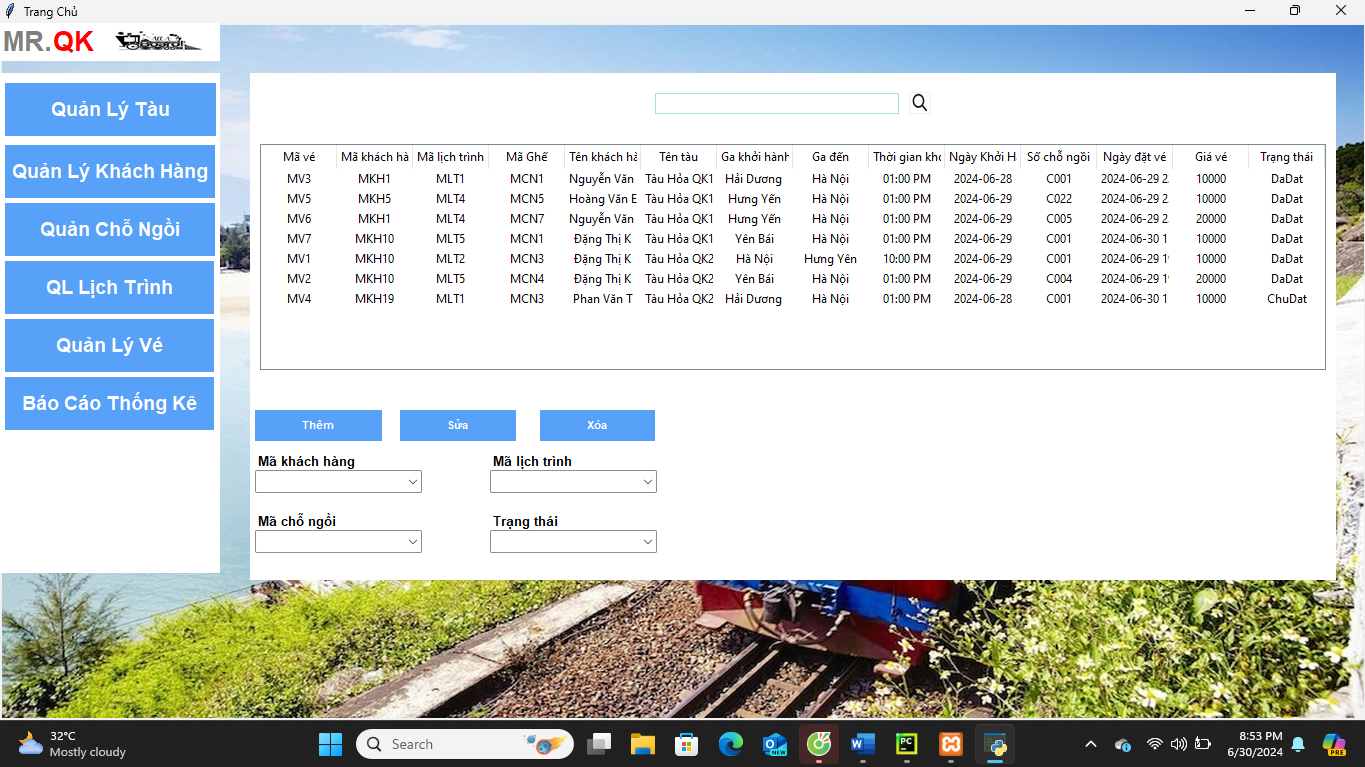 Trang Chủ
MR.QK
Quản Lý Tàu
Quản Lý Khách Hàng
Quản Chỗ Ngồi
QL Lịch Trình
Quản Lý Vé
Báo Cáo Thống Kê
Mã vé Mã khách hà Mã lịch trình Mã Ghế Tên khách hà Tên tàu Ga khởi hành Ga đến Thời gian khơ Ngày Khởi H Số chỗ ngồi Ngày đặt vé Giá vé Trạng thái
MV3 MKH1 MLT1 MCN1 Nguyễn Văn Tàu Hỏa QK1 Hải Dương Hà Nội 01:00 PM 2024-06-28 C001 2024-06-29 2 10000 DaDat
MV5 MKH5 MLT4 MCN5 Hoàng Văn E Tàu Hỏa QK1 Hưng Yến Hà Nội 01:00 PM 2024-06-29 C022 2024-06-29 2 10000 DaDat
MV6 MKH1 MLT4 MCN7 Nguyễn Văn Tàu Hỏa QK1 Hưng Yến Hà Nội 01:00 PM 2024-06-29 C005 2024-06-29 2 20000 DaDat
MV7 MKH10 MLT5 MCN1 Đặng Thị K Tàu Hỏa QK1 Yên Bái Hà Nội 01:00 PM 2024-06-29 C001 2024-06-30 1 10000 DaDat
MV1 MKH10 MLT2 MCN3 Đặng Thị K Tàu Hỏa QK2 Hà Nội Hưng Yên 10:00 PM 2024-06-29 C001 2024-06-29 1 10000 DaDat
MV2 MKH10 MLT5 MCN4 Đặng Thị K Tàu Hỏa QK2 Yên Bái Hà Nội 01:00 PM 2024-06-29 C004 2024-06-29 1 20000 DaDat
MV4 MKH19 MLT1 MCN3 Phan Văn T Tàu Hỏa QK2 Hải Dương Hà Nội 01:00 PM 2024-06-28 C001 2024-06-30 1 10000 ChuDat
Thêm Sửa Xóa
Mã khách hàng Mã lịch trình
Mã chỗ ngồi Trạng thái
32°C
Mostly cloudy
Search
NEW
PC
8:53 PM
6/30/2024
PRE